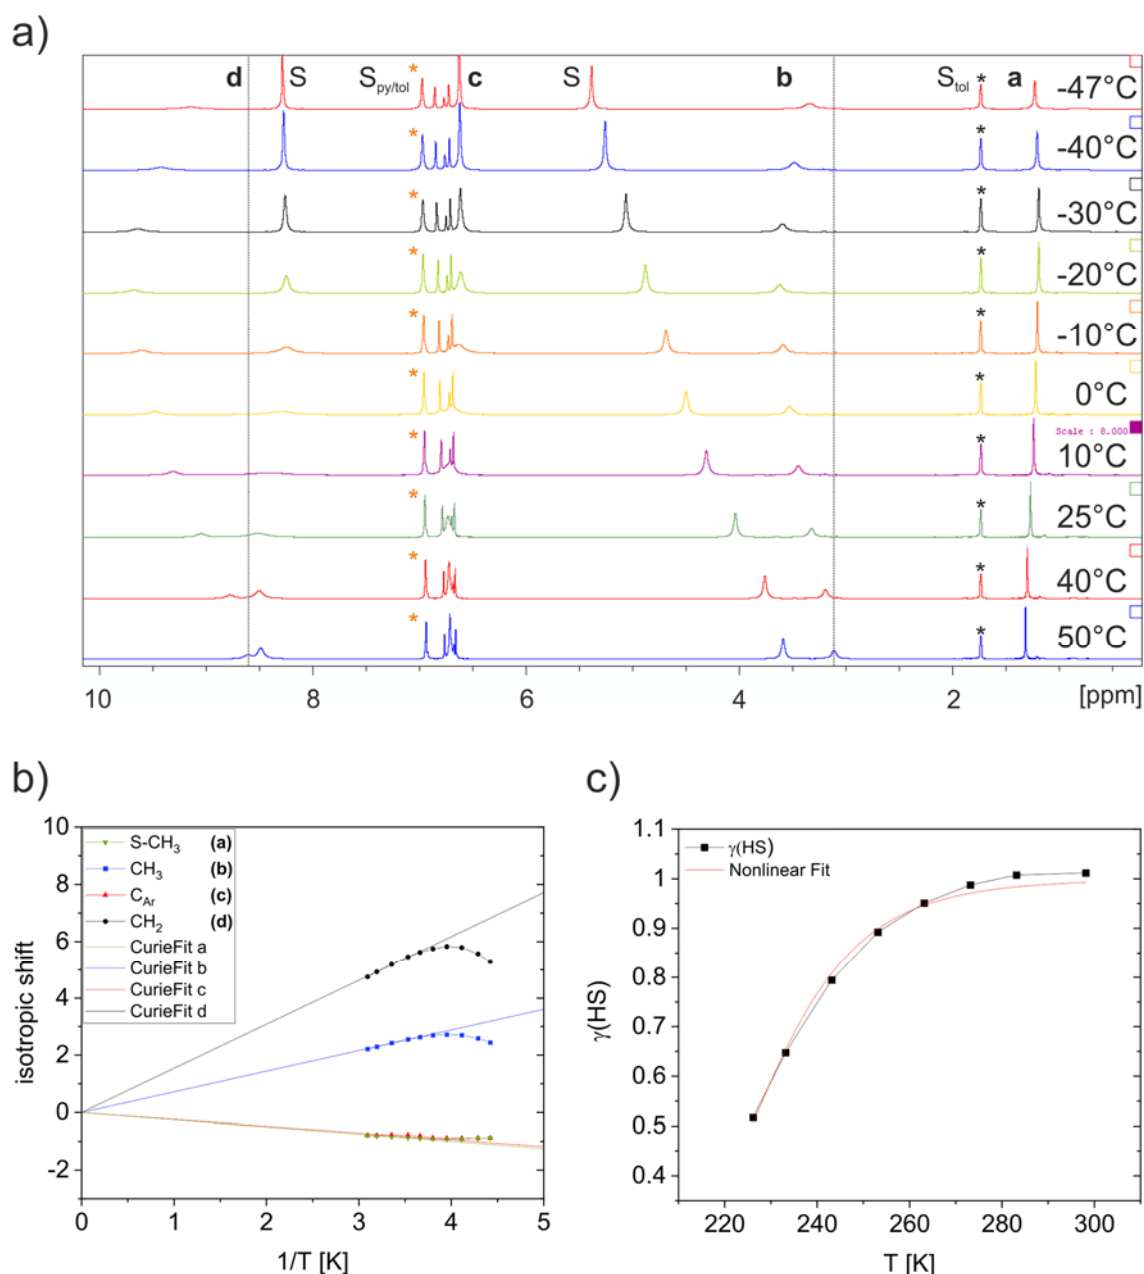 a)
d S S py/tol c S b S tol a
* * -47°C
* * -40°C
* * -30°C
* * -20°C
* * -10°C
* * 0°C
Scale : 8.000
* * 10°C
* * 25°C
* * 40°C
* * 50°C
10 8 6 4 2 [ppm]
b)
10
8
6
4
2
0
-2
isotropic shift
S-CH3 (a)
CH3 (b)
CAr (c)
CH2 (d)
CurieFit a
CurieFit b
CurieFit c
CurieFit d
0 1 2 3 4 5
1/T [K]
c)
1.1
1
0.9
0.8
0.7
0.6
0.5
0.4
γ(HS)
γ(HS)
Nonlinear Fit
220 240 260 280 300
T [K]